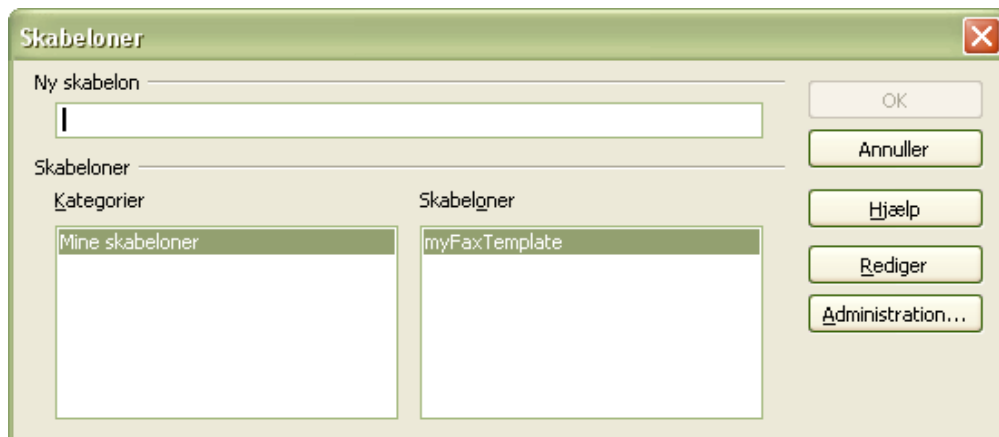 Skabeloner
Ny skabelon
OK
Annuller
Skabeloner
Kategorier
Skabeloner
Hjælp
Mine skabeloner
myFaxTemplate
Rediger
Administration...